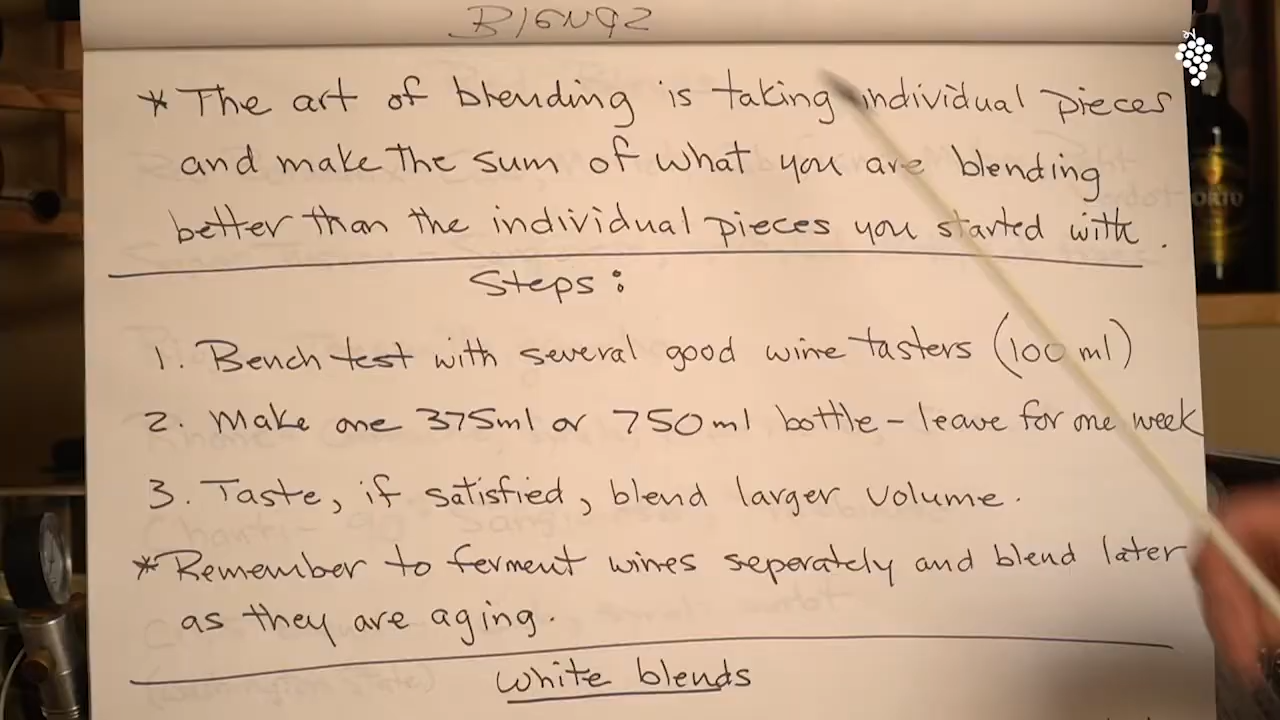 * The art of blending is taking individual pieces
and make the sum of what you are blending
better than the individual pieces you started with.
Steps:
1. Bench test with several good wine tasters (100 ml)
2. Make one 375ml or 750ml bottle - leave for one week
3. Taste, if satisfied, blend larger volume.
* Remember to ferment wines seperately and blend later
as they are aging.
White blends